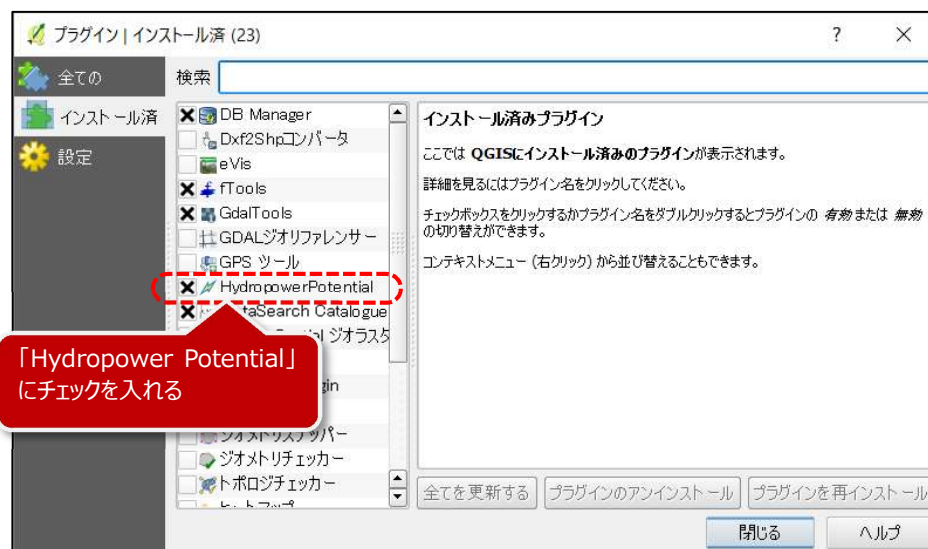 プラグイン | インストール済 (23)
? ×
全ての
インストール済
設定
検索
DB Manager
Dxf2Shpコンバータ
eVis
fTools
GdalTools
GDALジオリファレンサー
GPS ツール
HydropowerPotential
taSearch Catalogue
ジオラスタ
gin
ジオメトリチェッカー
トポロジチェッカー
「Hydropower Potential」
にチェックを入れる
インストール済みプラグイン
ここでは QGISにインストール済みのプラグインが表示されます。
詳細を見るにはプラグイン名をクリックしてください。
チェックボックスをクリックするかプラグイン名をダブルクリックするとプラグインの 有効 または 無効
の切り替えができます。
コンテキストメニュー (右クリック) から並び替えることもできます。
全てを更新する
プラグインのアンインストール
プラグインを再インストール
閉じる
ヘルプ